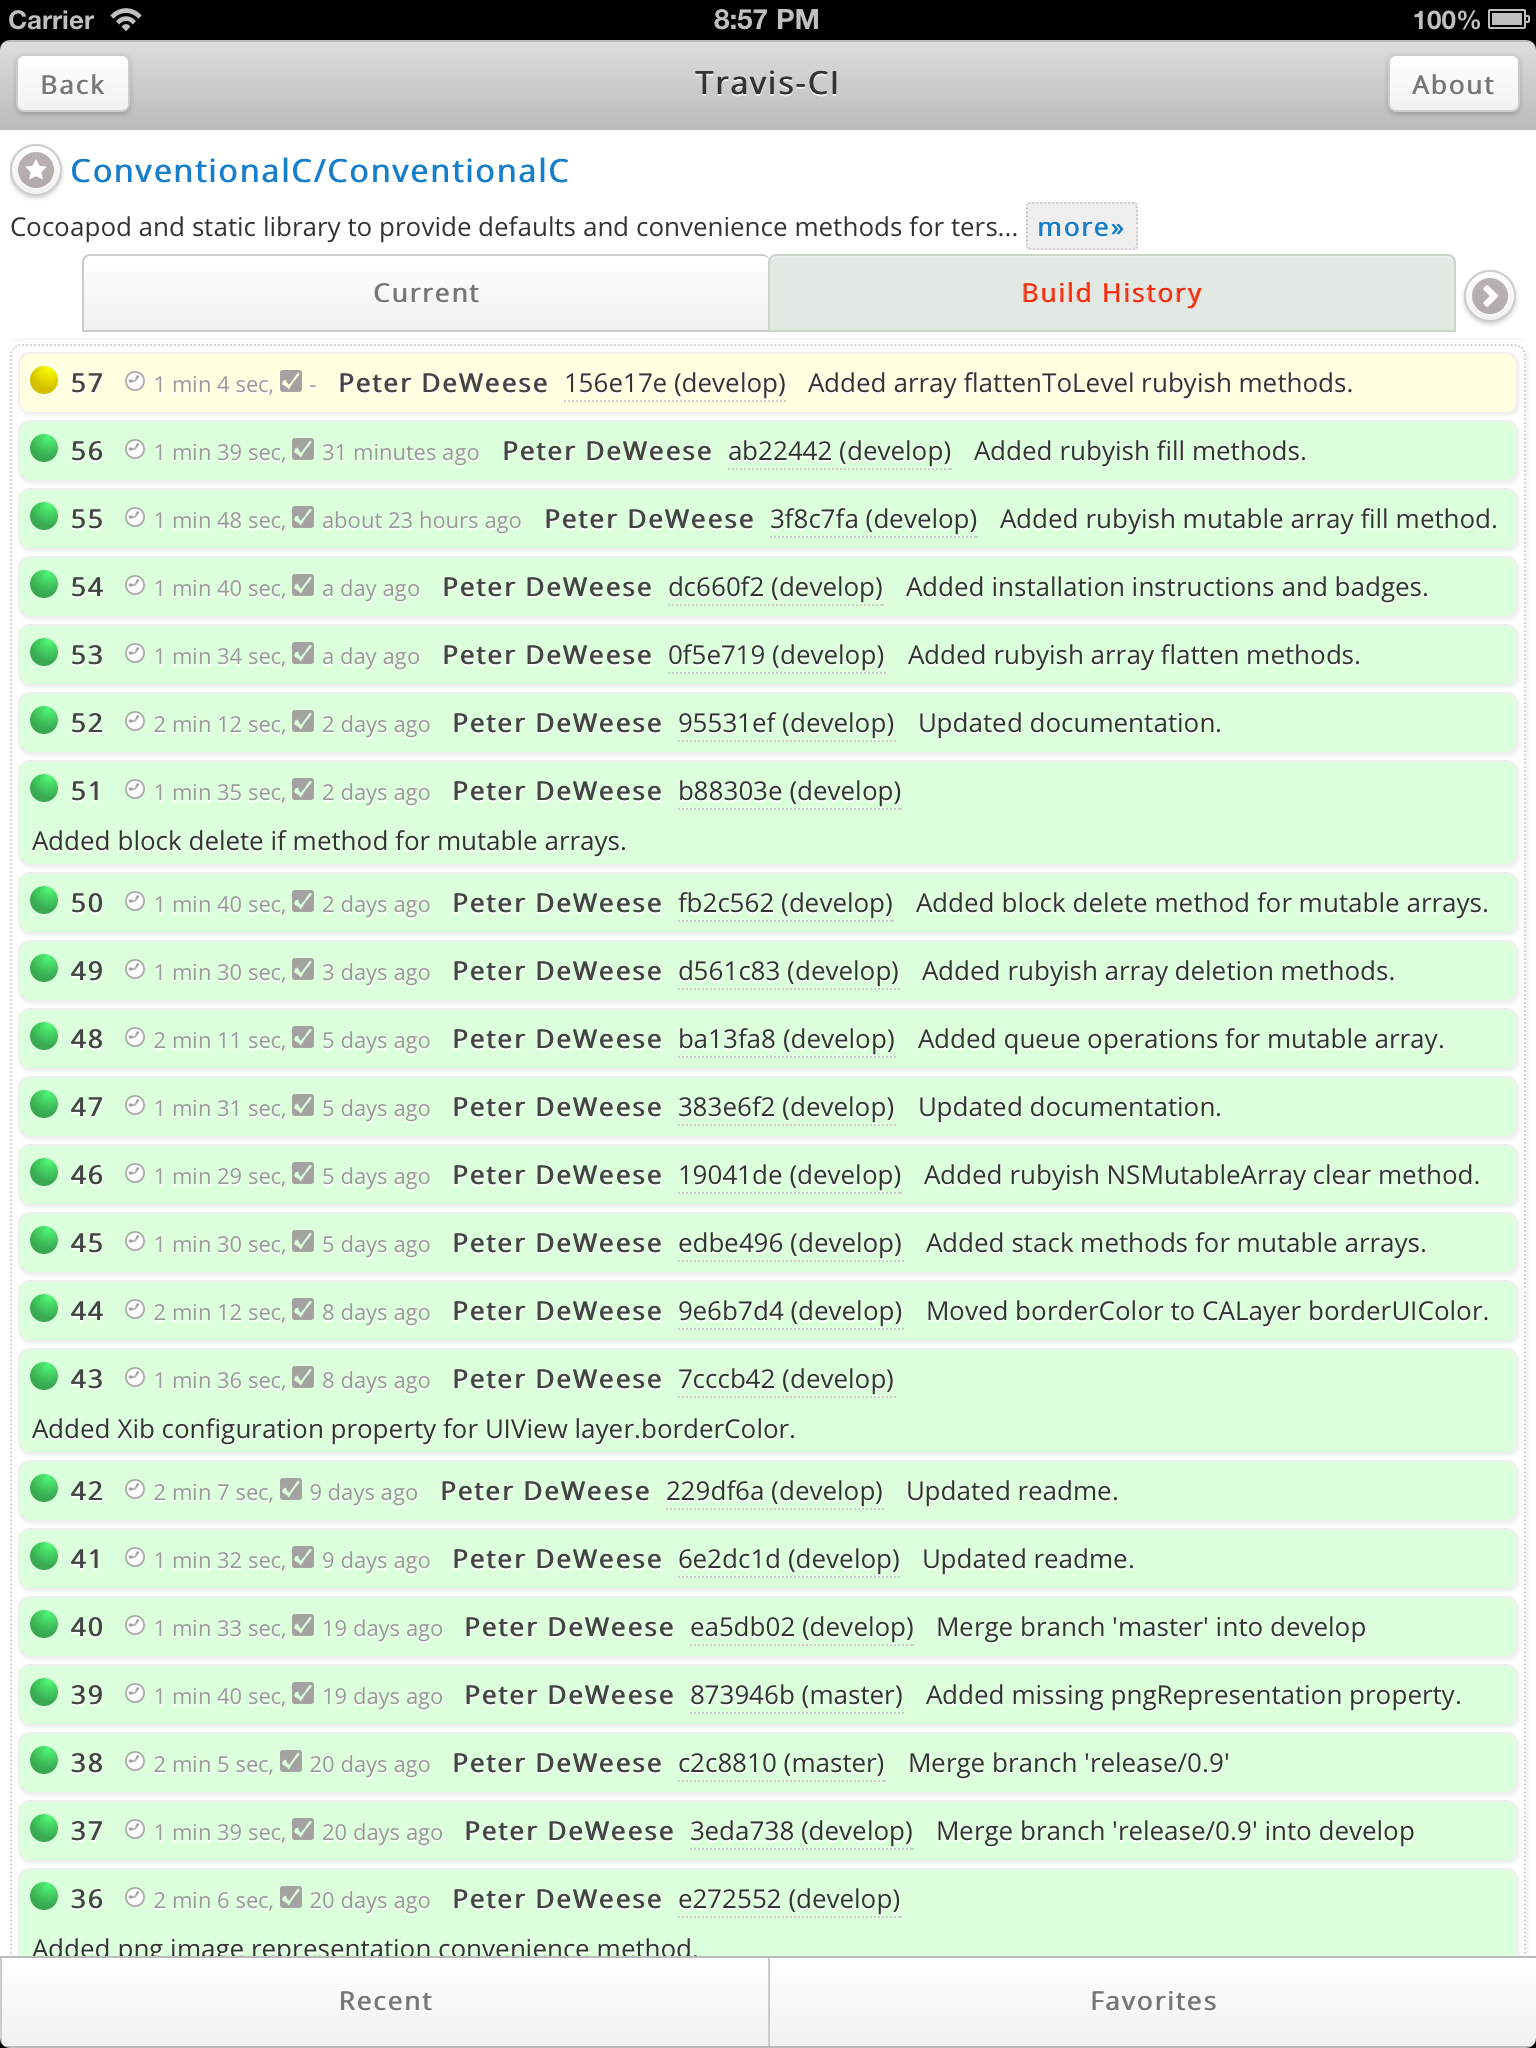 Carrier 8:57 PM 100%
Back Travis-CI About
ConventionalC/ConventionalC
Cocoapod and static library to provide defaults and convenience methods for ters... more»
Current Build History
57 1 min 4 sec, - Peter DeWeese 156e17e (develop) Added array flattenToLevel rubyish methods.
56 1 min 39 sec, 31 minutes ago Peter DeWeese ab22442 (develop) Added rubyish fill methods.
55 1 min 48 sec, about 23 hours ago Peter DeWeese 3f8c7fa (develop) Added rubyish mutable array fill method.
54 1 min 40 sec, a day ago Peter DeWeese dc660f2 (develop) Added installation instructions and badges.
53 1 min 34 sec, a day ago Peter DeWeese 0f5e719 (develop) Added rubyish array flatten methods.
52 2 min 12 sec, 2 days ago Peter DeWeese 95531ef (develop) Updated documentation.
51 1 min 35 sec, 2 days ago Peter DeWeese b88303e (develop)
Added block delete if method for mutable arrays.
50 1 min 40 sec, 2 days ago Peter DeWeese fb2c562 (develop) Added block delete method for mutable arrays.
49 1 min 30 sec, 3 days ago Peter DeWeese d561c83 (develop) Added rubyish array deletion methods.
48 2 min 11 sec, 5 days ago Peter DeWeese ba13fa8 (develop) Added queue operations for mutable array.
47 1 min 31 sec, 5 days ago Peter DeWeese 383e6f2 (develop) Updated documentation.
46 1 min 29 sec, 5 days ago Peter DeWeese 19041de (develop) Added rubyish NSMutableArray clear method.
45 1 min 30 sec, 5 days ago Peter DeWeese edbe496 (develop) Added stack methods for mutable arrays.
44 2 min 12 sec, 8 days ago Peter DeWeese 9e6b7d4 (develop) Moved borderColor to CALayer borderUIColor.
43 1 min 36 sec, 8 days ago Peter DeWeese 7cccb42 (develop)
Added Xib configuration property for UIView layer.borderColor.
42 2 min 7 sec, 9 days ago Peter DeWeese 229df6a (develop) Updated readme.
41 1 min 32 sec, 9 days ago Peter DeWeese 6e2dc1d (develop) Updated readme.
40 1 min 33 sec, 19 days ago Peter DeWeese ea5db02 (develop) Merge branch 'master' into develop
39 1 min 40 sec, 19 days ago Peter DeWeese 873946b (master) Added missing pngRepresentation property.
38 2 min 5 sec, 20 days ago Peter DeWeese c2c8810 (master) Merge branch 'release/0.9'
37 1 min 39 sec, 20 days ago Peter DeWeese 3eda738 (develop) Merge branch 'release/0.9' into develop
36 2 min 6 sec, 20 days ago Peter DeWeese e272552 (develop)
Added png image representation convenience method.
Recent Favorites